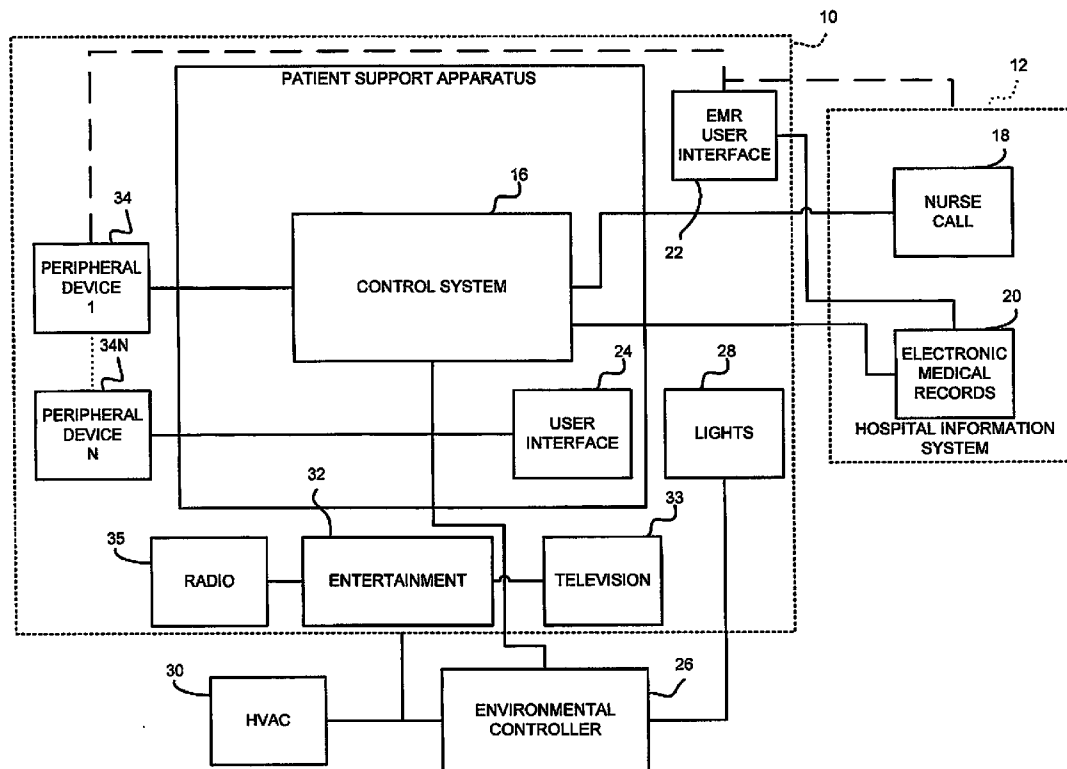 10
PATIENT SUPPORT APPARATUS
12
EMR
USER
INTERFACE
18
16
NURSE
CALL
34
22
PERIPHERAL
DEVICE
1
CONTROL SYSTEM
20
34N
24
28
ELECTRONIC
MEDICAL
RECORDS
PERIPHERAL
DEVICE
N
USER
INTERFACE
LIGHTS
HOSPITAL INFORMATION
SYSTEM
32
33
35
RADIO
ENTERTAINMENT
TELEVISION
30
26
HVAC
ENVIRONMENTAL
CONTROLLER